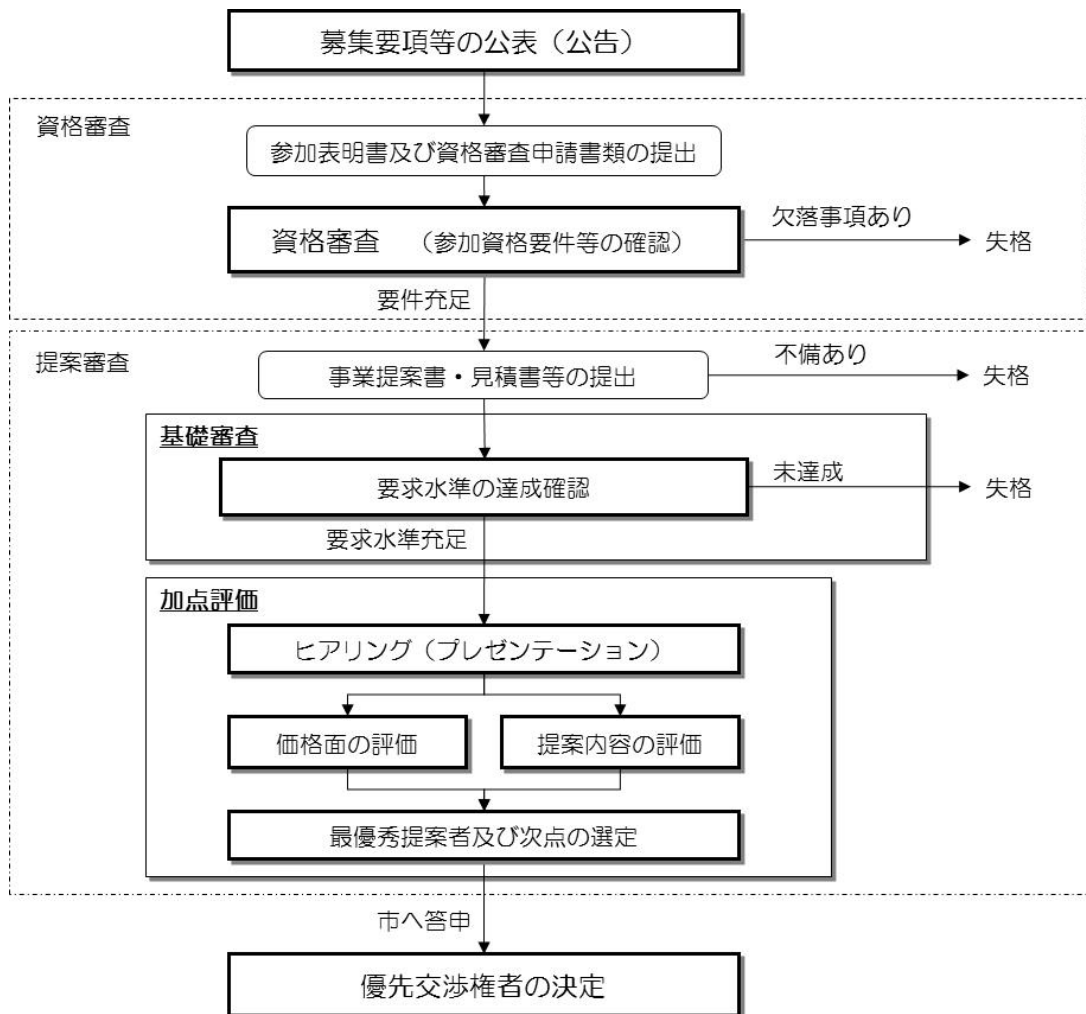 募集要項等の公表（公告）
資格審査
参加表明書及び資格審査申請書類の提出
資格審査　（参加資格要件等の確認）
欠落事項あり
失格
要件充足
提案審査
事業提案書・見積書等の提出
不備あり
失格
基礎審査
要求水準の達成確認
未達成
失格
要求水準充足
加点評価
ヒアリング（プレゼンテーション）
価格面の評価
提案内容の評価
最優秀提案者及び次点の選定
市へ答申
優先交渉権者の決定